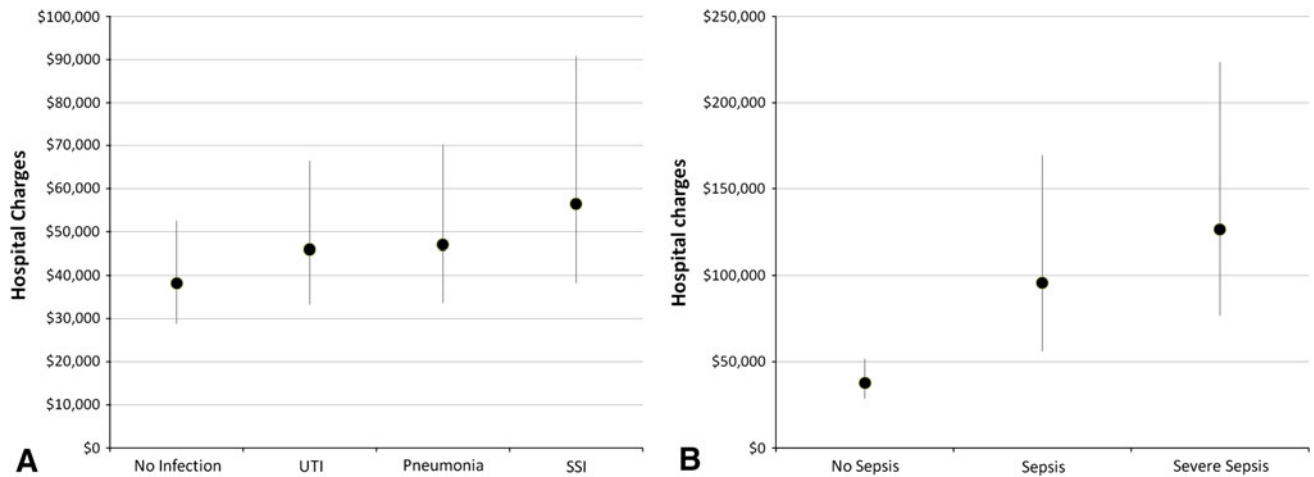 Hospital Charges
$100,000
$90,000
$80,000
$70,000
$60,000
$50,000
$40,000
$30,000
$20,000
$10,000
$0
No Infection UTI Pneumonia SSI
A
Hospital charges
$250,000
$200,000
$150,000
$100,000
$50,000
$0
No Sepsis Sepsis Severe Sepsis
B